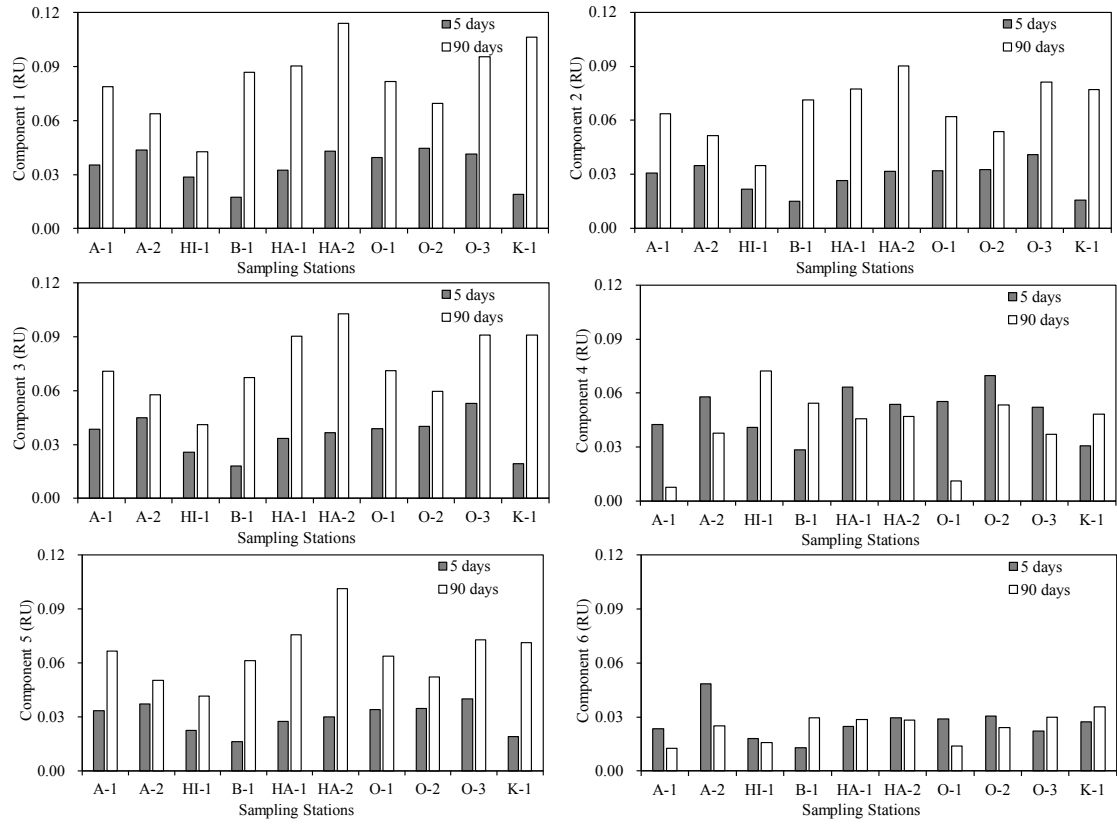 0.12
0.09
0.06
0.03
0.00
Component 1 (RU)
5 days
90 days
A-1 A-2 HI-1 B-1 HA-1 HA-2 O-1 O-2 O-3 K-1
Sampling Stations
0.12
0.09
0.06
0.03
0.00
Component 2 (RU)
5 days
90 days
A-1 A-2 HI-1 B-1 HA-1 HA-2 O-1 O-2 O-3 K-1
Sampling Stations
0.12
0.09
0.06
0.03
0.00
Component 3 (RU)
5 days
90 days
A-1 A-2 HI-1 B-1 HA-1 HA-2 O-1 O-2 O-3 K-1
Sampling Stations
0.12
0.09
0.06
0.03
0.00
Component 4 (RU)
5 days
90 days
A-1 A-2 HI-1 B-1 HA-1 HA-2 O-1 O-2 O-3 K-1
Sampling Stations
0.12
0.09
0.06
0.03
0.00
Component 5 (RU)
5 days
90 days
A-1 A-2 HI-1 B-1 HA-1 HA-2 O-1 O-2 O-3 K-1
Sampling Stations
0.12
0.09
0.06
0.03
0.00
Component 6 (RU)
5 days
90 days
A-1 A-2 HI-1 B-1 HA-1 HA-2 O-1 O-2 O-3 K-1
Sampling Stations